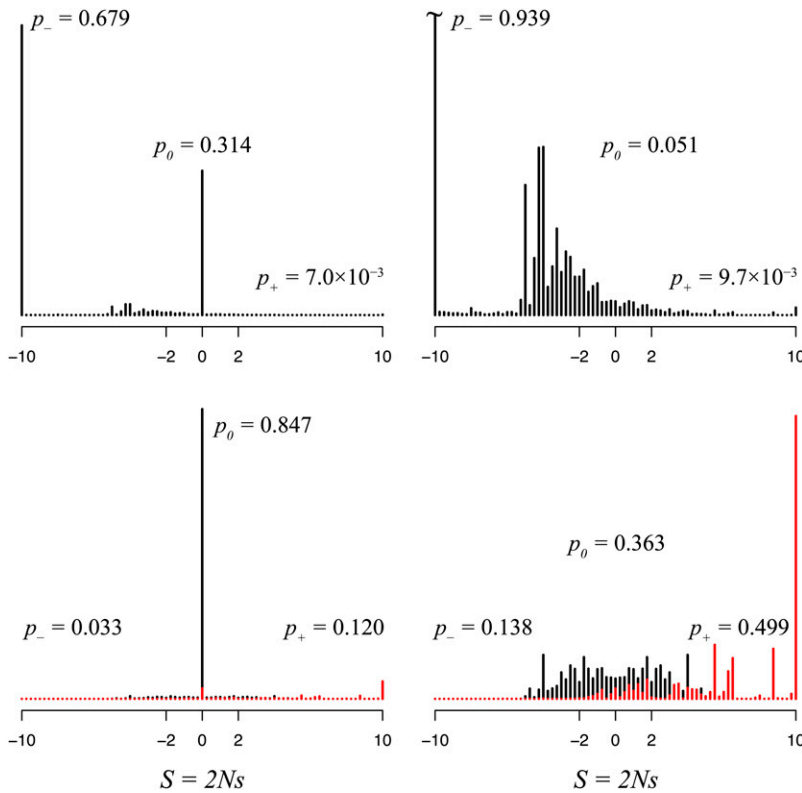 p₋ = 0.679
p₀ = 0.314
p₊ = 7.0×10⁻³
−10 −2 0 2 10
~ p₋ = 0.939
p₀ = 0.051
p₊ = 9.7×10⁻³
−10 −2 0 2 10
p₀ = 0.847
p₋ = 0.033 p₊ = 0.120
−10 −2 0 2 10
S = 2Ns
p₀ = 0.363
p₋ = 0.138 p₊ = 0.499
−10 −2 0 2 10
S = 2Ns